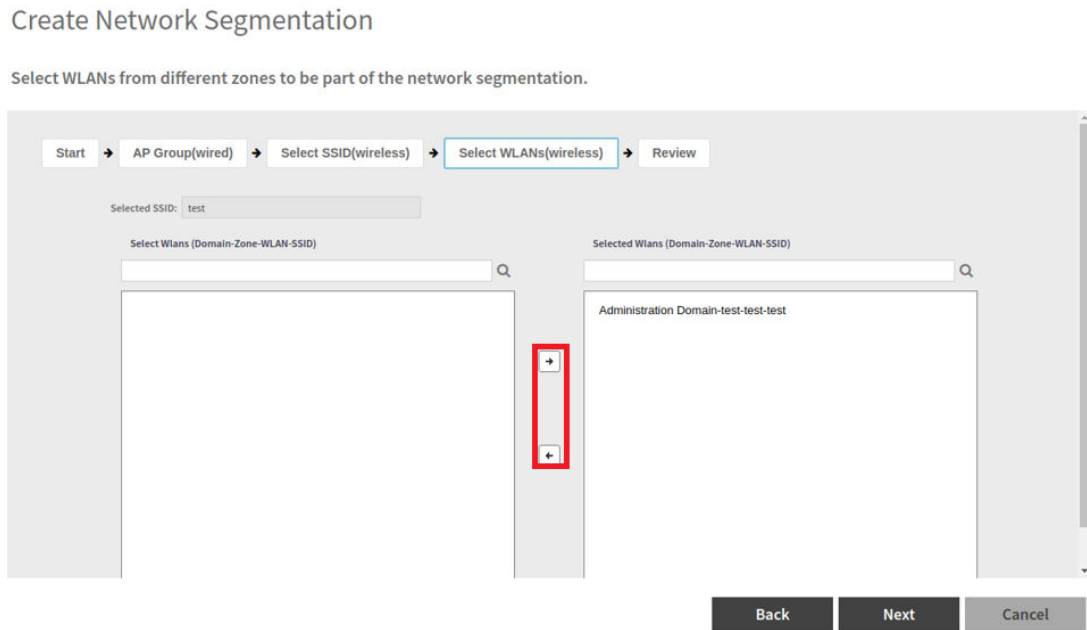 Create Network Segmentation
Select WLANs from different zones to be part of the network segmentation.
Start → AP Group(wired) → Select SSID(wireless) → Select WLANs(wireless) → Review
Selected SSID: test
Select Wlans (Domain-Zone-WLAN-SSID) Selected Wlans (Domain-Zone-WLAN-SSID)
Administration Domain-test-test-test
Back Next Cancel